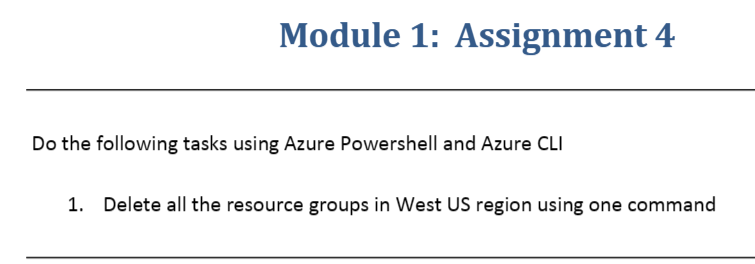 Module 1: Assignment 4
Do the following tasks using Azure Powershell and Azure CLI
1. Delete all the resource groups in West US region using one command